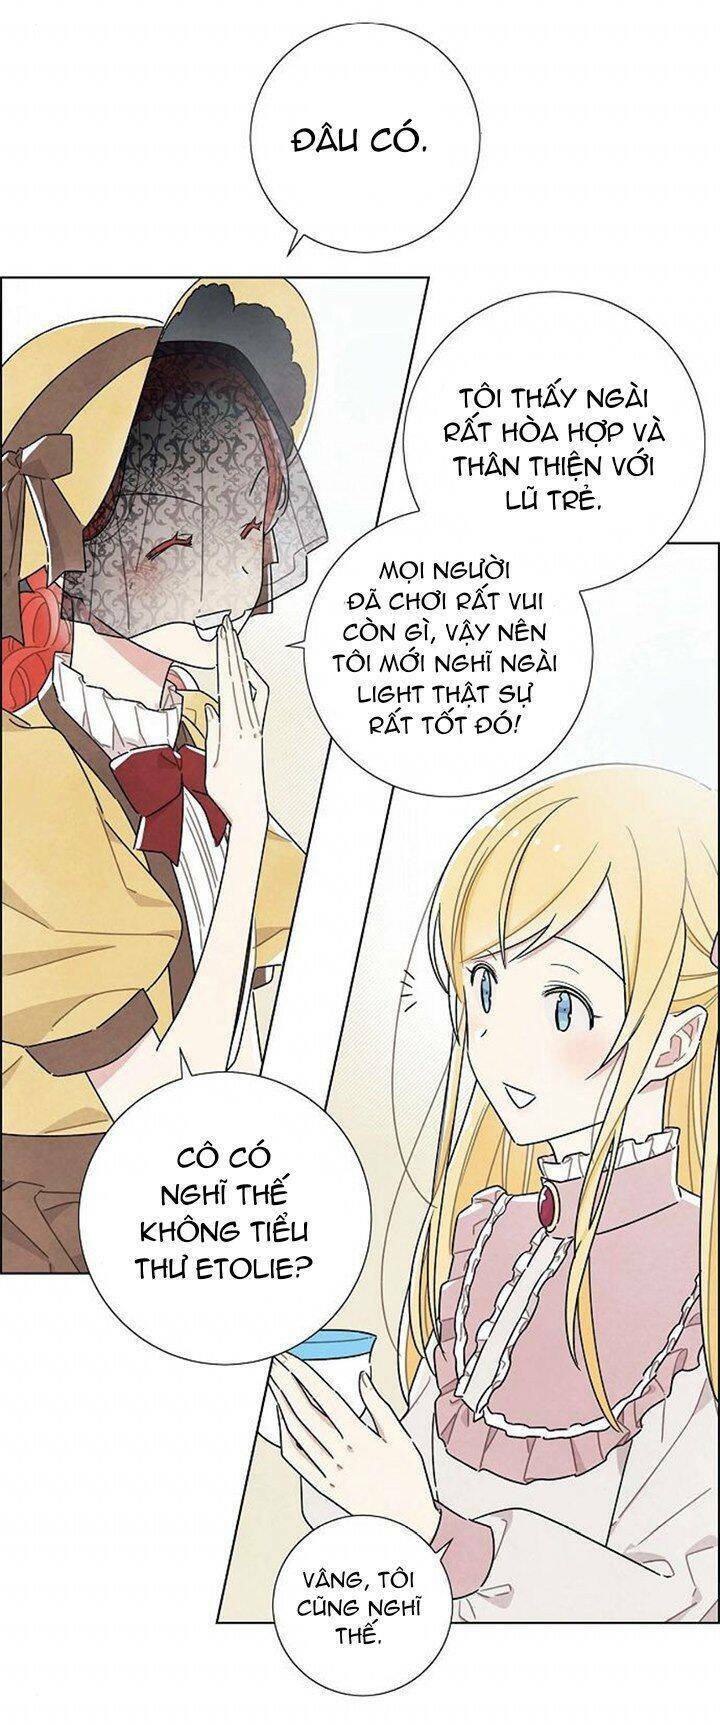 ĐÂU CÓ.
TÔI THẤY NGÀI
RẤT HÒA HỢP VÀ
THÂN THIỆN VỚI
LŨ TRẺ.
MỌI NGƯỜI
ĐÃ CHƠI RẤT VUI
CÒN GÌ, VẬY NÊN
TÔI MỚI NGHĨ NGÀI
LIGHT THẬT SỰ
RẤT TỐT ĐÓ!
CÔ CÓ
NGHĨ THẾ
KHÔNG TIỂU
THƯ ETOLIE?
VÂNG, TÔI
CŨNG NGHĨ
THẾ.